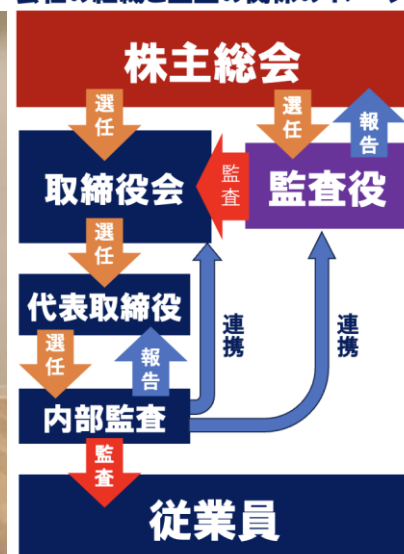 株主総会
選任
選任
報告
取締役会
監査
監査役
選任
代表取締役
選任
報告
連携
連携
内部監査
監査
従業員